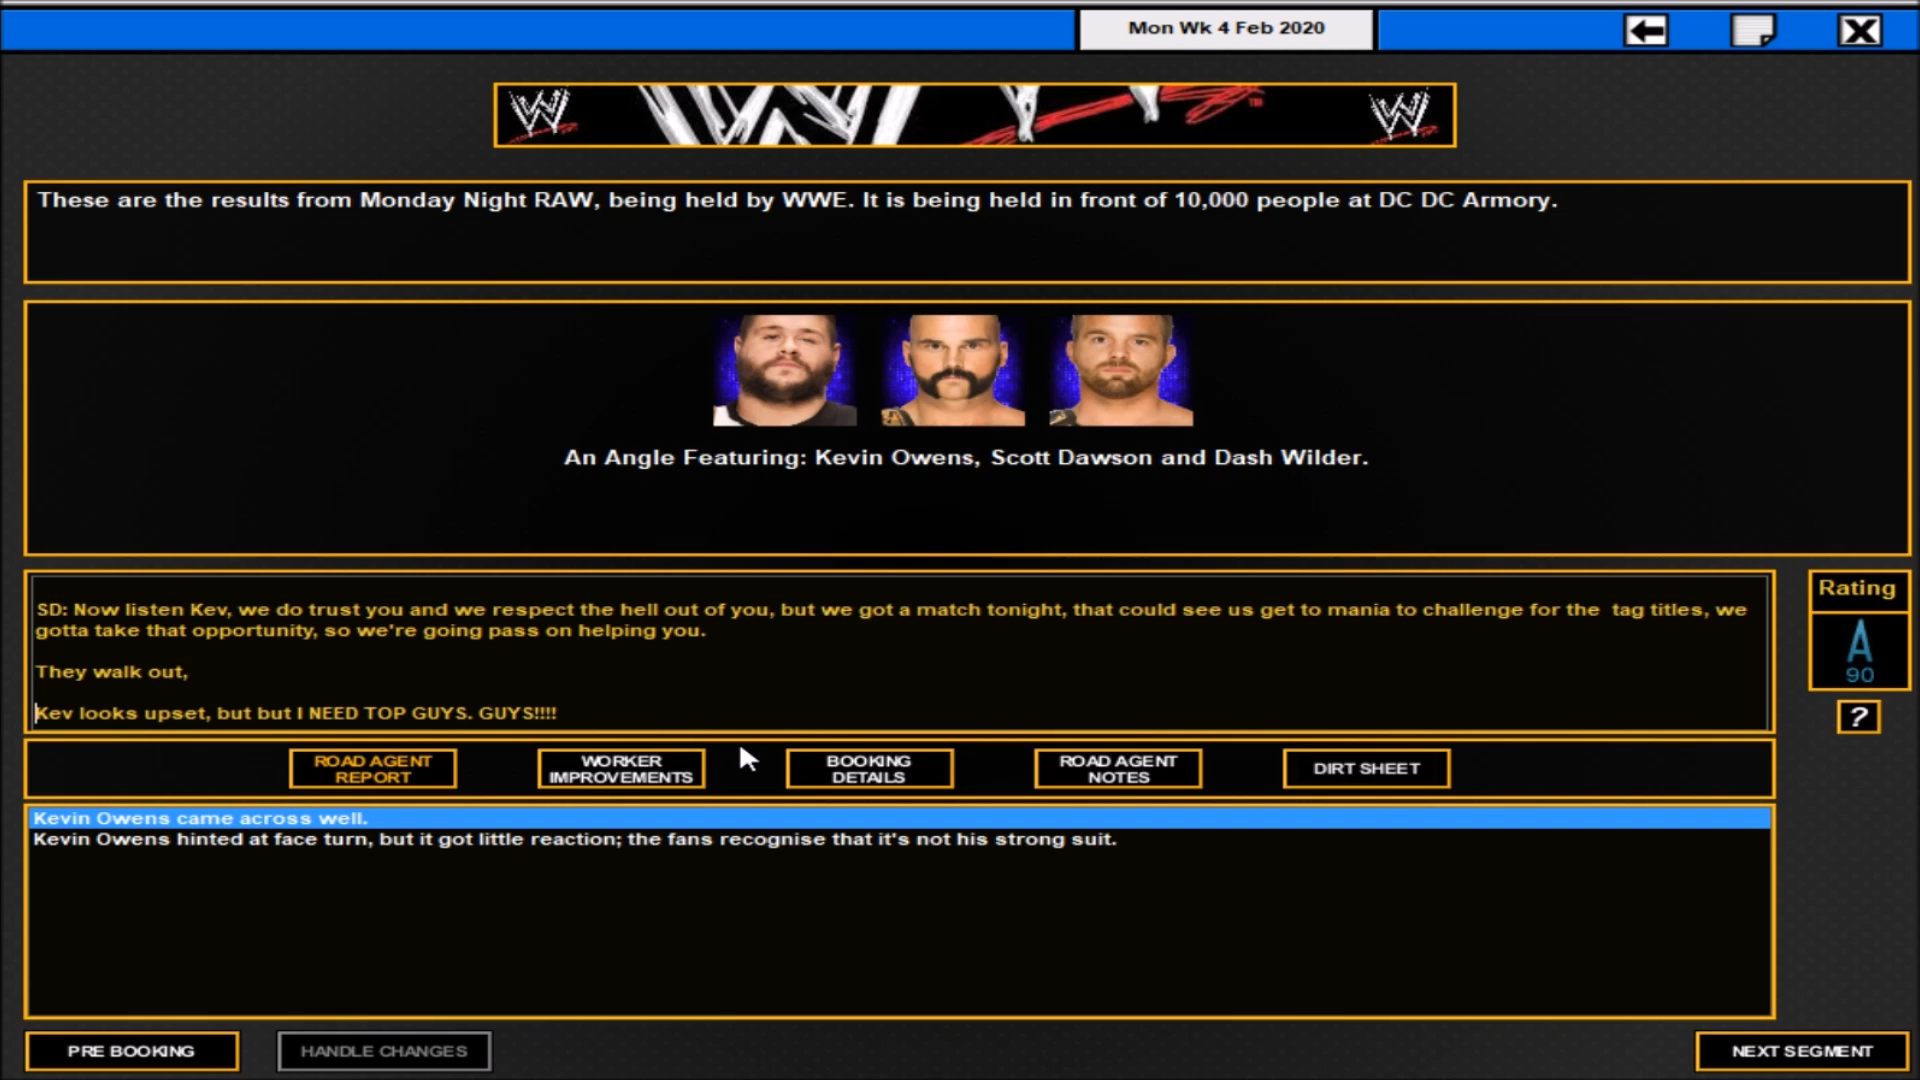 Mon Wk 4 Feb 2020
These are the results from Monday Night RAW, being held by WWE. It is being held in front of 10,000 people at DC DC Armory.
An Angle Featuring: Kevin Owens, Scott Dawson and Dash Wilder.
SD: Now listen Kev, we do trust you and we respect the hell out of you, but we got a match tonight, that could see us get to mania to challenge for the  tag titles, we
gotta take that opportunity, so we're going pass on helping you.
They walk out,
Kev looks upset, but but I NEED TOP GUYS. GUYS!!!!
Rating
A
90
?
ROAD AGENT
REPORT
WORKER
IMPROVEMENTS
BOOKING
DETAILS
ROAD AGENT
NOTES
DIRT SHEET
Kevin Owens came across well.
Kevin Owens hinted at face turn, but it got little reaction; the fans recognise that it's not his strong suit.
PRE BOOKING
HANDLE CHANGES
NEXT SEGMENT